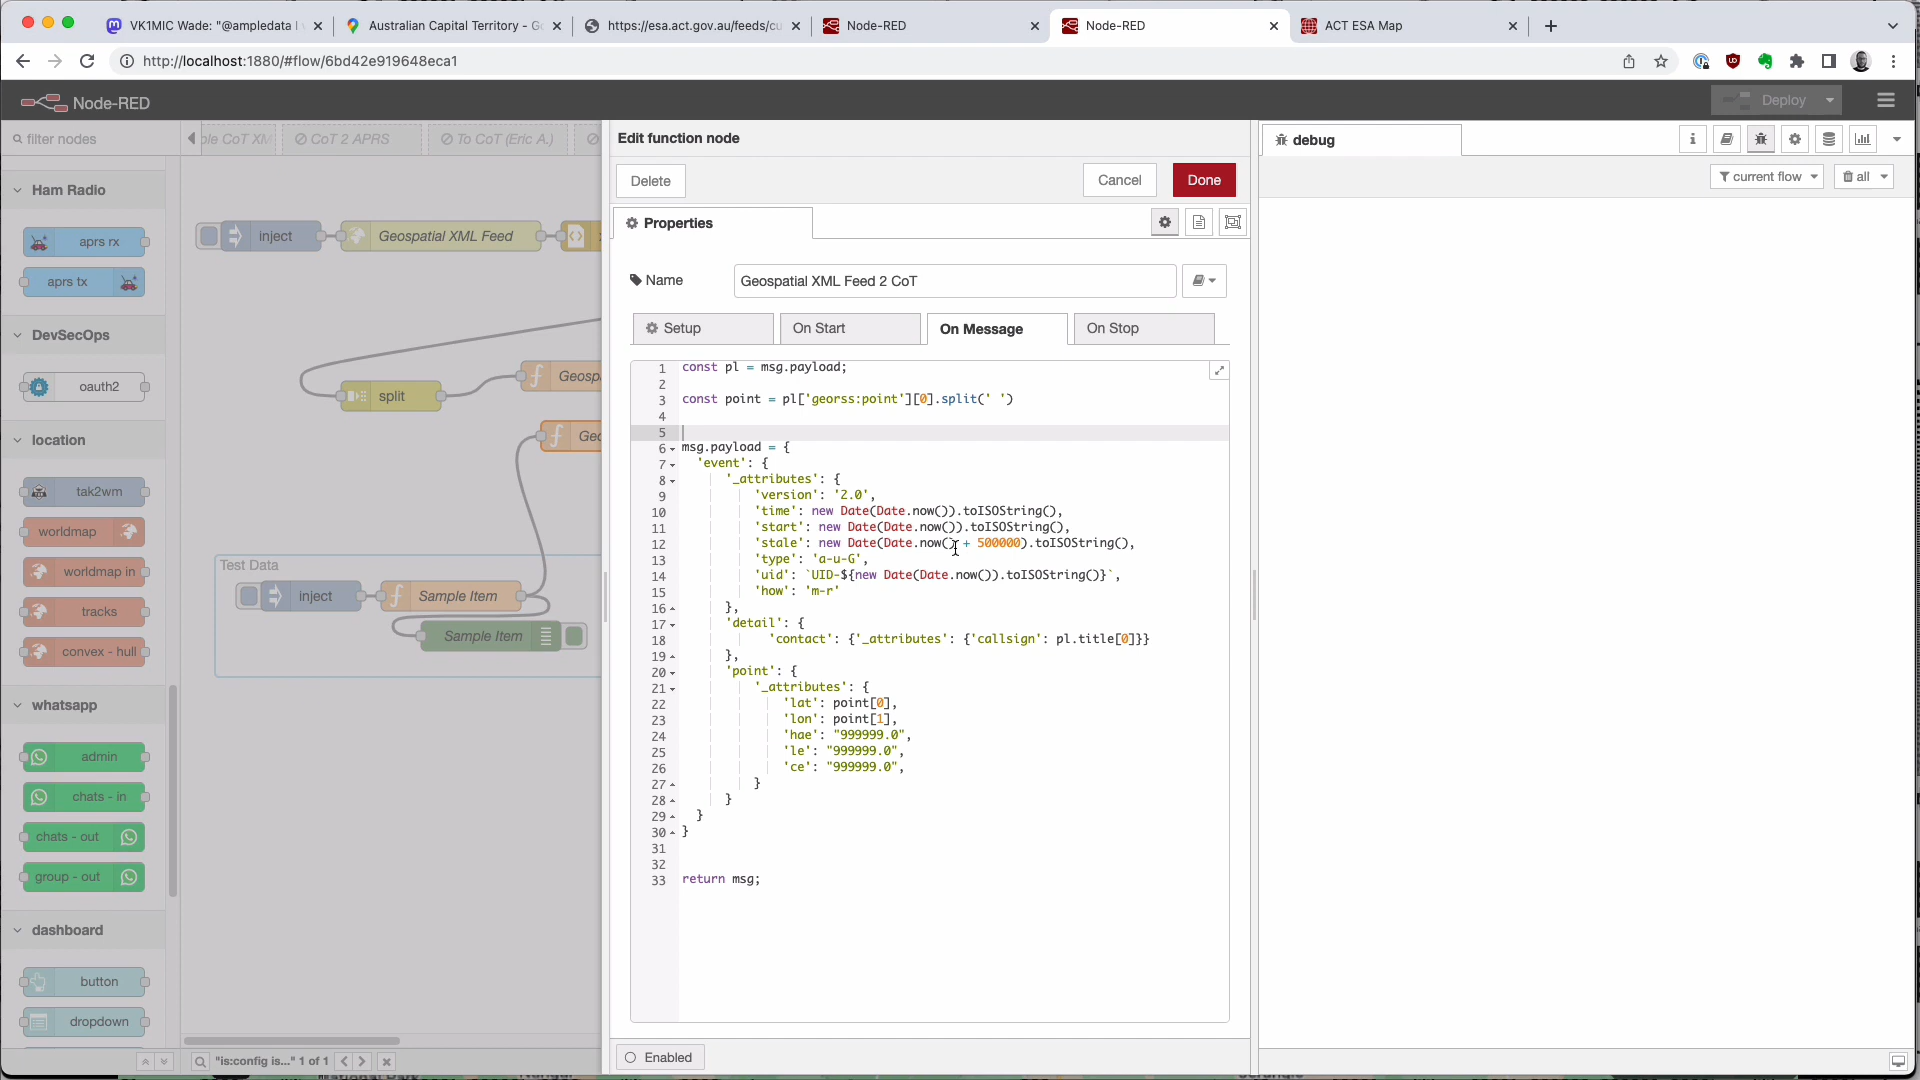 VK1MIC Wade: "@ampledata I
Australian Capital Territory - Go
https://esa.act.gov.au/feeds/cu
Node-RED
Node-RED
ACT ESA Map
http://localhost:1880/#flow/6bd42e919648eca1
Node-RED
Deploy
filter nodes
CoT XM
CoT 2 APRS
To CoT (Eric A.)
Ham Radio
aprs rx
aprs tx
DevSecOps
oauth2
location
tak2wm
worldmap
worldmap in
tracks
convex - hull
whatsapp
admin
chats - in
chats - out
group - out
dashboard
button
dropdown
inject
Geospatial XML Feed
split
Geosp
Geo
Test Data
inject
Sample Item
Sample Item
"is:config is..." 1 of 1
Edit function node
Delete
Cancel
Done
Properties
Name
Geospatial XML Feed 2 CoT
Setup
On Start
On Message
On Stop
1 const pl = msg.payload;
2
3 const point = pl['georss:point'][0].split(' ')
4
5
6 msg.payload = {
7 'event': {
8 '_attributes': {
9 'version': '2.0',
10 'time': new Date(Date.now()).toISOString(),
11 'start': new Date(Date.now()).toISOString(),
12 'stale': new Date(Date.now() + 500000).toISOString(),
13 'type': 'a-u-G',
14 'uid': `UID-${new Date(Date.now()).toISOString()}`,
15 'how': 'm-r'
16 },
17 'detail': {
18 'contact': {'_attributes': {'callsign': pl.title[0]}}
19 },
20 'point': {
21 '_attributes': {
22 'lat': point[0],
23 'lon': point[1],
24 'hae': "999999.0",
25 'le': "999999.0",
26 'ce': "999999.0",
27 }
28 }
29 }
30 }
31
32
33 return msg;
Enabled
debug
current flow
all